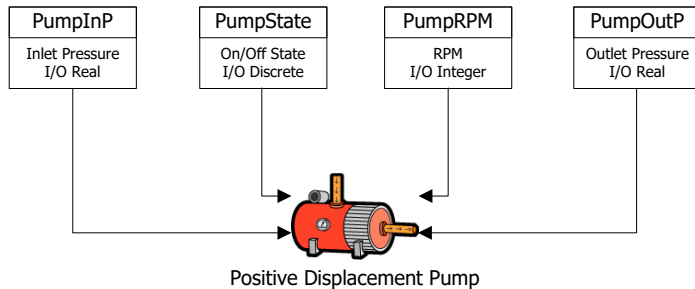 PumpInP
Inlet Pressure
I/O Real
PumpState
On/Off State
I/O Discrete
PumpRPM
RPM
I/O Integer
PumpOutP
Outlet Pressure
I/O Real
Positive Displacement Pump